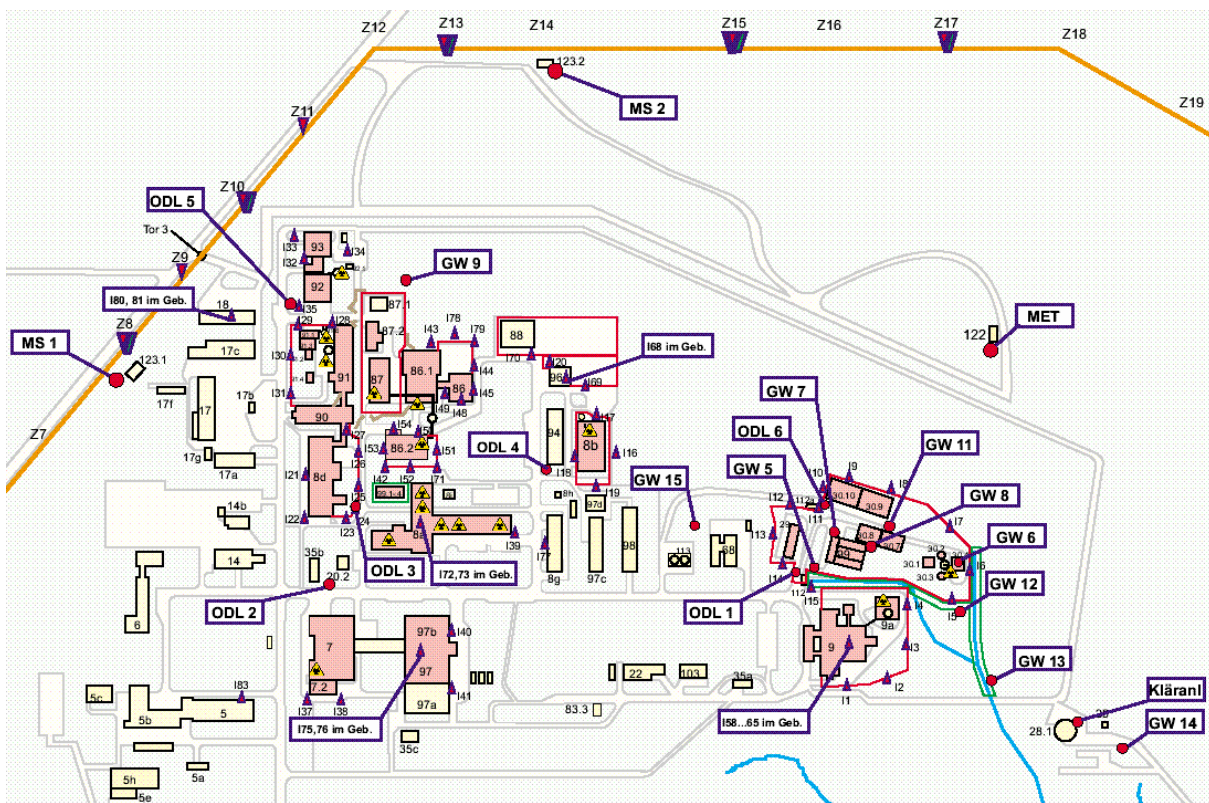 Z12
Z13
Z14
Z15
Z16
Z17
Z18
123.2
MS 2
Z19
Z11
Z10
ODL 5
Tor 3
I33
93
I34
I32
Z9
92
GW 9
I80, 81 im Geb.
18
I35
87.1
122
MET
Z8
I29
I28
87.2
I43
I78
I79
88
MS 1
123.1
17c
I30
91
86.1
I70
I20
I68 im Geb.
87
I44
96
I69
17f
17b
I31
86
I45
I49
I48
GW 7
17
90
I27
I54
94
I17
ODL 6
GW 11
Z7
I53
86.2
I51
8b
I16
ODL 4
GW 5
17g
17a
I26
I18
GW 8
I21
8d
I42
I52
I71
GW 15
I10
I9
I8
I25
I19
8h
97d
I12
112a
I11
30.10
30.9
14b
I22
I23
I24
I13
29
30.8
30.7
I7
GW 6
35b
14
8a
I39
I77
98
113
68
99
30.1
30.3
I6
20.2
ODL 3
I72,73 im Geb.
8g
97c
I14
GW 12
ODL 2
ODL 1
112
I15
I5
6
9a
I4
7
97b
I40
9
I3
97
22
103
35a
GW 13
5c
I83
7.2
I41
I2
Kläranl
5b
5
I37
I38
97a
I1
83.3
I75,76 im Geb.
I58...65 im Geb.
28.1
GW 14
35c
5a
5h
5e